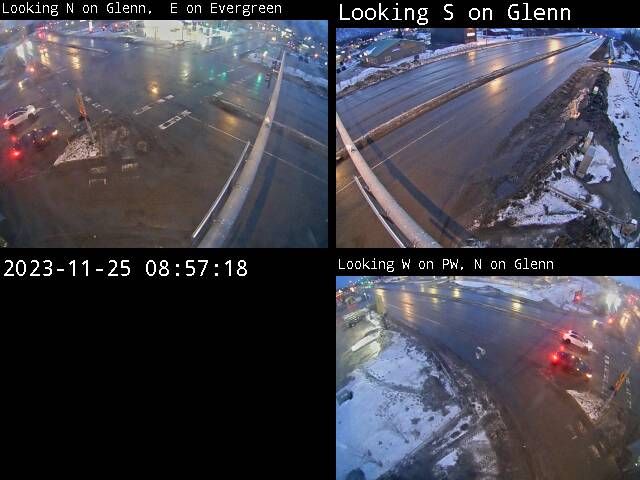 Looking N on Glenn,  E on Evergreen
Looking S on Glenn
2023-11-25 08:57:18
Looking W on PW, N on Glenn